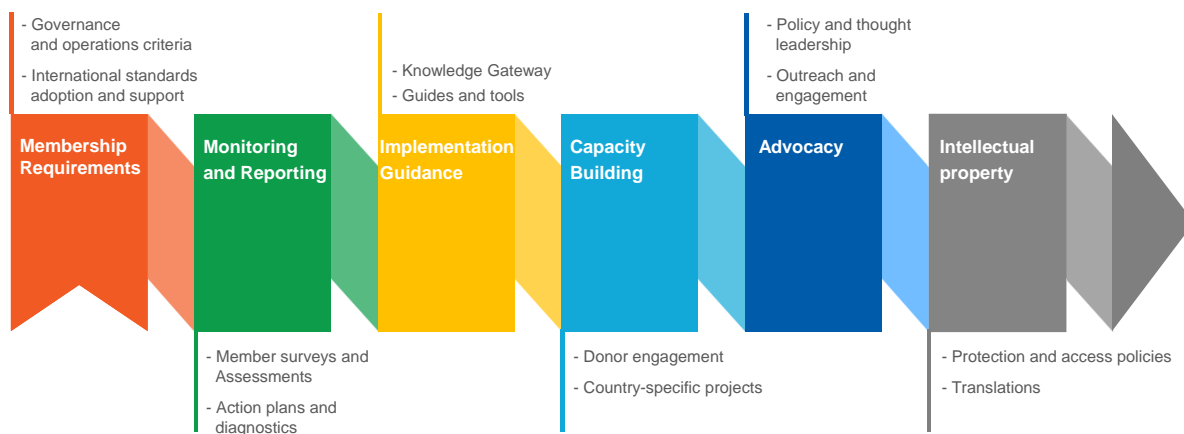 - Governance
and operations criteria
- International standards
adoption and support
- Knowledge Gateway
- Guides and tools
- Policy and thought
leadership
- Outreach and
engagement
Membership
Requirements
Monitoring
and Reporting
Implementation
Guidance
Capacity
Building
Advocacy
Intellectual
property
- Member surveys and
Assessments
- Action plans and
diagnostics
- Donor engagement
- Country-specific projects
- Protection and access policies
- Translations